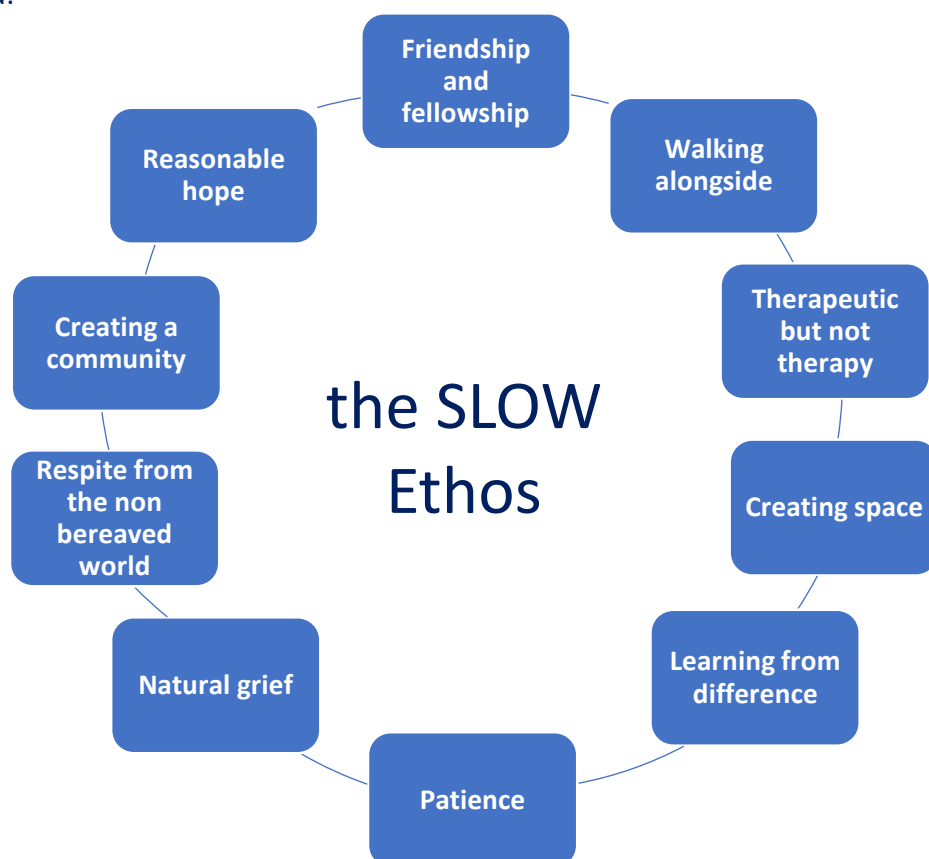 Friendship
and
fellowship
Walking
alongside
Therapeutic
but not
therapy
Creating space
Learning from
difference
Patience
Natural grief
Respite from
the non
bereaved
world
Creating a
community
Reasonable
hope
the SLOW
Ethos